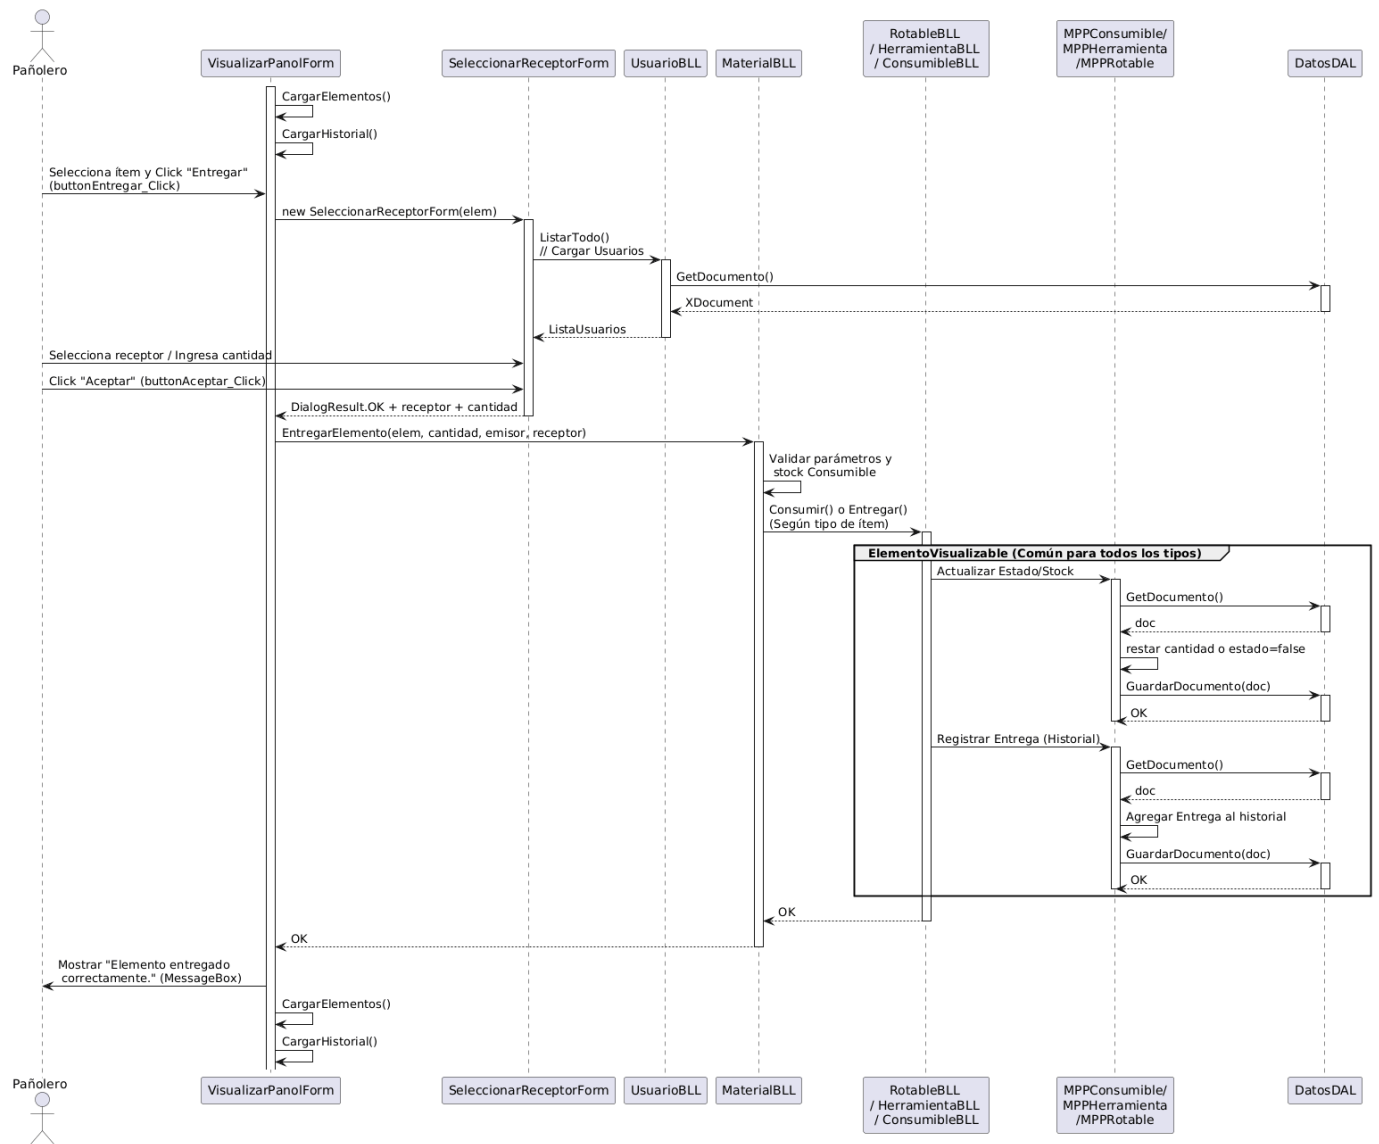 RotableBLL
/ HerramientaBLL
/ ConsumibleBLL
MPPConsumible/
MPPHerramienta
/MPPRotable
Pañolero
VisualizarPanolForm
SeleccionarReceptorForm
UsuarioBLL
MaterialBLL
DatosDAL
CargarElementos()
CargarHistorial()
Selecciona ítem y Click "Entregar"
(buttonEntregar_Click)
new SeleccionarReceptorForm(elem)
ListarTodo()
// Cargar Usuarios
GetDocumento()
XDocument
ListaUsuarios
Selecciona receptor / Ingresa cantidad
Click "Aceptar" (buttonAceptar_Click)
DialogResult.OK + receptor + cantidad
EntregarElemento(elem, cantidad, emisor, receptor)
Validar parámetros y
stock Consumible
Consumir() o Entregar()
(Según tipo de ítem)
ElementoVisualizable (Común para todos los tipos)
Actualizar Estado/Stock
GetDocumento()
doc
restar cantidad o estado=false
GuardarDocumento(doc)
OK
Registrar Entrega (Historial)
GetDocumento()
doc
Agregar Entrega al historial
GuardarDocumento(doc)
OK
OK
OK
Mostrar "Elemento entregado
correctamente." (MessageBox)
CargarElementos()
CargarHistorial()
Pañolero
VisualizarPanolForm
SeleccionarReceptorForm
UsuarioBLL
MaterialBLL
RotableBLL
/ HerramientaBLL
/ ConsumibleBLL
MPPConsumible/
MPPHerramienta
/MPPRotable
DatosDAL